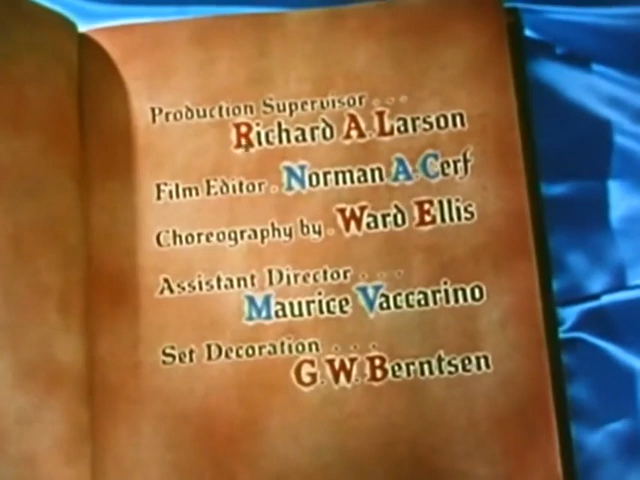 Production Supervisor . . .
Richard A. Larson
Film Editor . Norman A. Cerf
Choreography by . Ward Ellis
Assistant Director . . .
Maurice Vaccarino
Set Decoration . . .
G. W. Berntsen